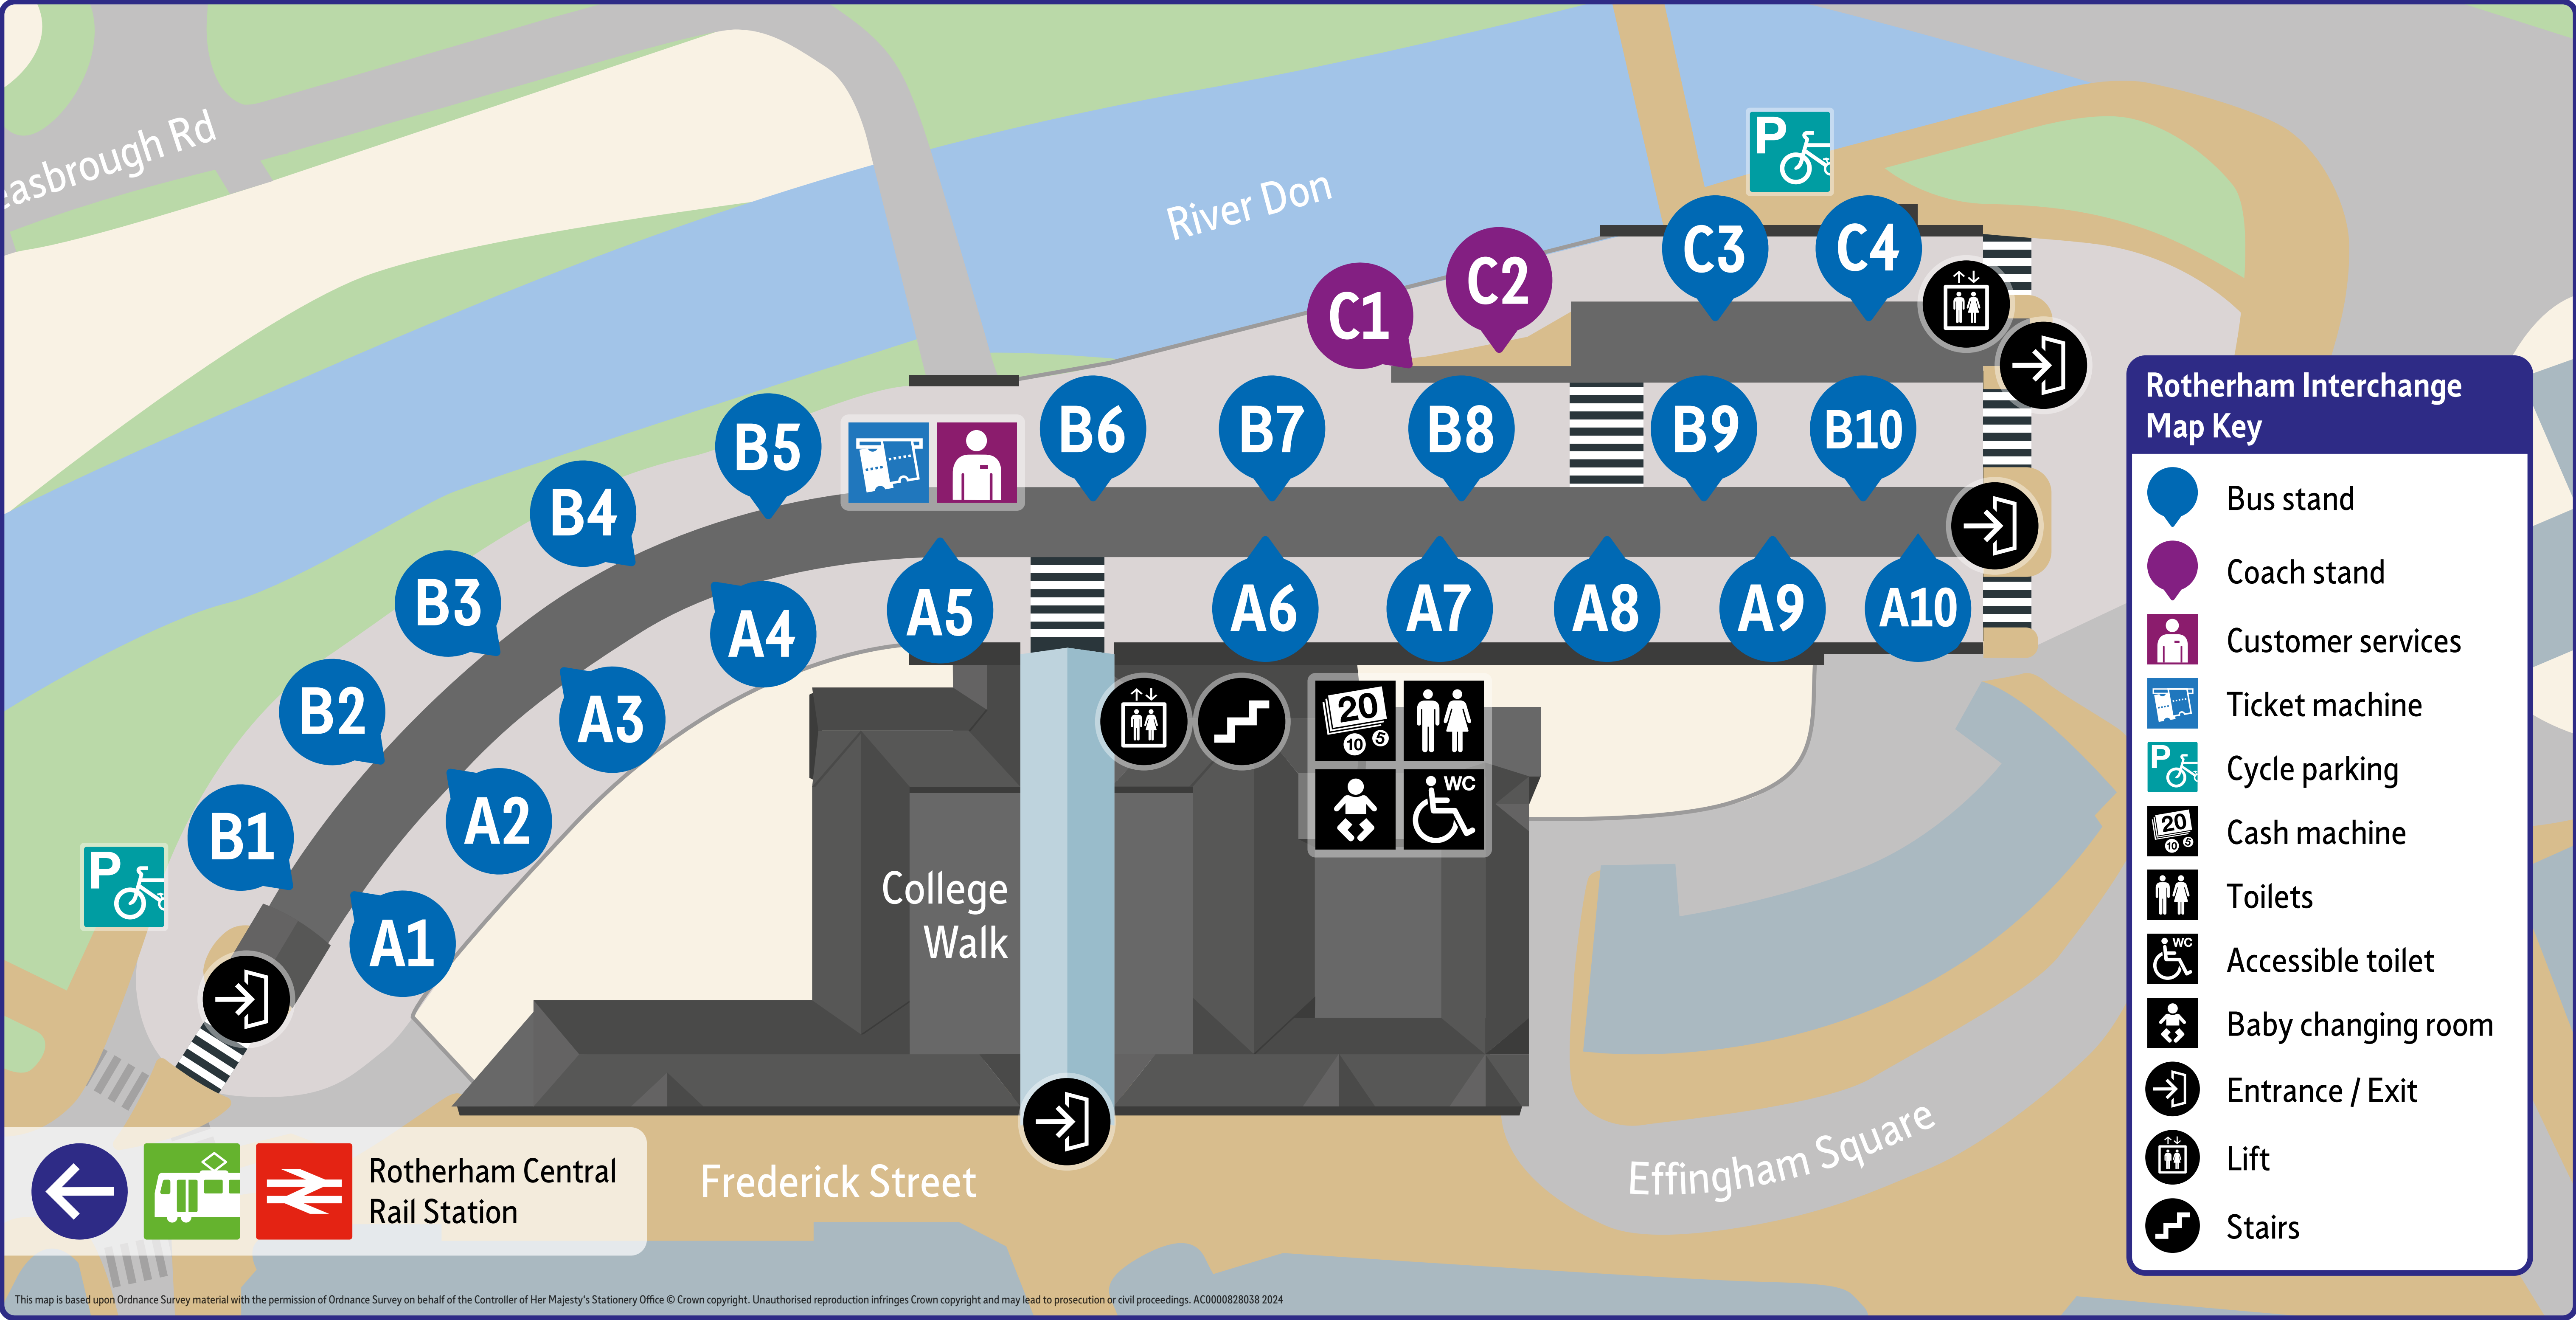 easbrough Rd
River Don
P
C1
C2
C3
C4
B1
B2
B3
B4
B5
B6
B7
B8
B9
B10
A1
A2
A3
A4
A5
A6
A7
A8
A9
A10
P
20
10 5
WC
College
Walk
Frederick Street
Effingham Square
Rotherham Central
Rail Station
Rotherham Interchange
Map Key
Bus stand
Coach stand
Customer services
Ticket machine
P
Cycle parking
20
10 5
Cash machine
Toilets
WC
Accessible toilet
Baby changing room
Entrance / Exit
Lift
Stairs
This map is based upon Ordnance Survey material with the permission of Ordnance Survey on behalf of the Controller of Her Majesty's Stationery Office © Crown copyright. Unauthorised reproduction infringes Crown copyright and may lead to prosecution or civil proceedings. AC0000828038 2024